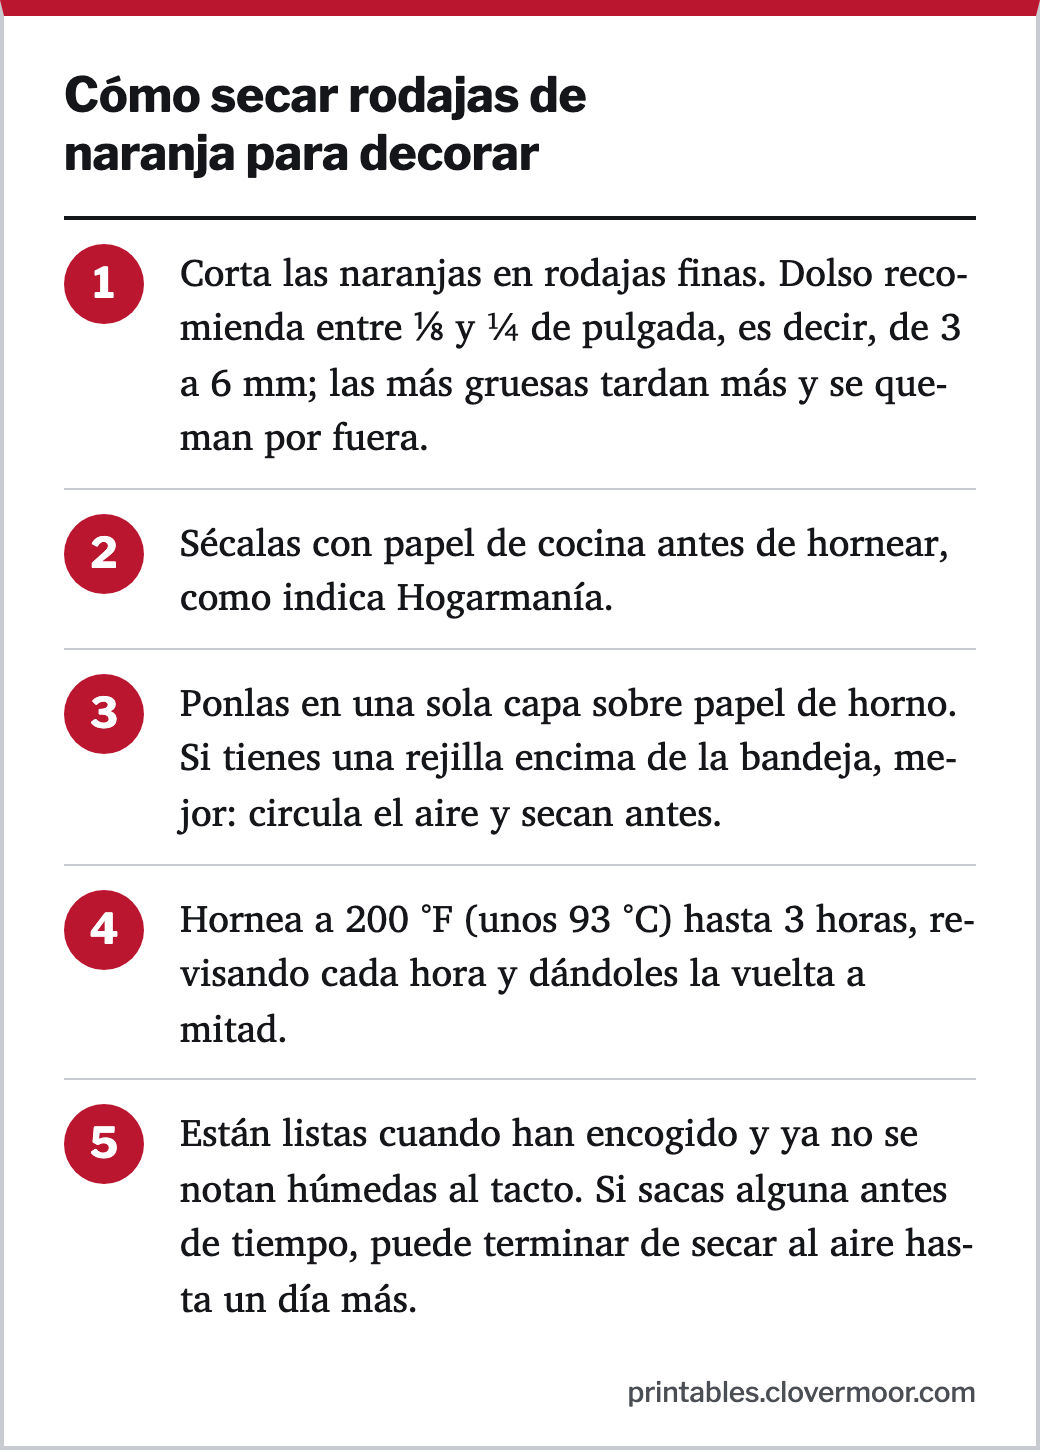 Cómo secar rodajas de
naranja para decorar
1
Corta las naranjas en rodajas finas. Dolso reco-
mienda entre ⅛ y ¼ de pulgada, es decir, de 3
a 6 mm; las más gruesas tardan más y se que-
man por fuera.
2
Sécalas con papel de cocina antes de hornear,
como indica Hogarmanía.
3
Ponlas en una sola capa sobre papel de horno.
Si tienes una rejilla encima de la bandeja, me-
jor: circula el aire y secan antes.
4
Hornea a 200 °F (unos 93 °C) hasta 3 horas, re-
visando cada hora y dándoles la vuelta a
mitad.
5
Están listas cuando han encogido y ya no se
notan húmedas al tacto. Si sacas alguna antes
de tiempo, puede terminar de secar al aire has-
ta un día más.
printables.clovermoor.com